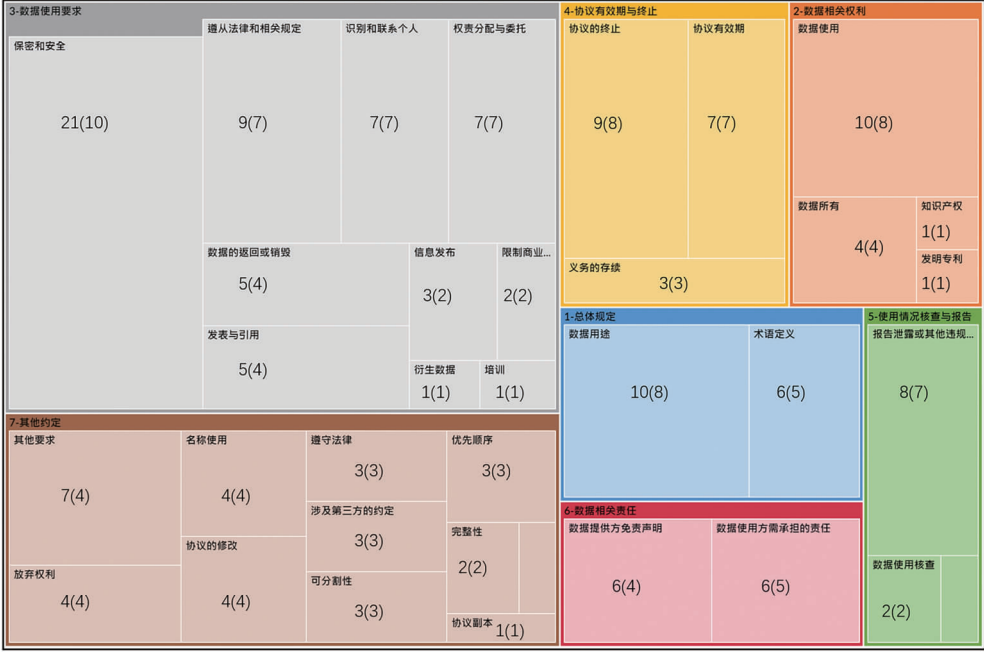 3-数据使用要求
保密和安全
21(10)
遵从法律和相关规定
9(7)
识别和联系个人
7(7)
权责分配与委托
7(7)
数据的返回或销毁
5(4)
发表与引用
5(4)
信息发布
3(2)
限制商业...
2(2)
衍生数据
1(1)
培训
1(1)
4-协议有效期与终止
协议的终止
9(8)
协议有效期
7(7)
义务的存续
3(3)
2-数据相关权利
数据使用
10(8)
数据所有
4(4)
知识产权
1(1)
发明专利
1(1)
1-总体规定
数据用途
10(8)
术语定义
6(5)
5-使用情况核查与报告
报告泄露或其他违规...
8(7)
数据使用核查
2(2)
7-其他约定
其他要求
7(4)
放弃权利
4(4)
名称使用
4(4)
协议的修改
4(4)
遵守法律
3(3)
涉及第三方的约定
3(3)
可分割性
3(3)
优先顺序
3(3)
完整性
2(2)
协议副本
1(1)
6-数据相关责任
数据提供方免责声明
6(4)
数据使用方需承担的责任
6(5)